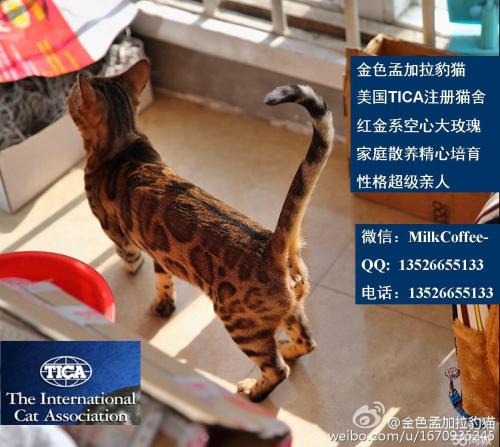 金色孟加拉豹猫
美国TICA注册猫舍
红金系空心大玫瑰
家庭散养精心培育
性格超级亲人
微信：MilkCoffee-
QQ: 13526655133
电话：13526655133
TICA
The International
Cat Association
@金色孟加拉豹猫
weibo.com/u/1670935245